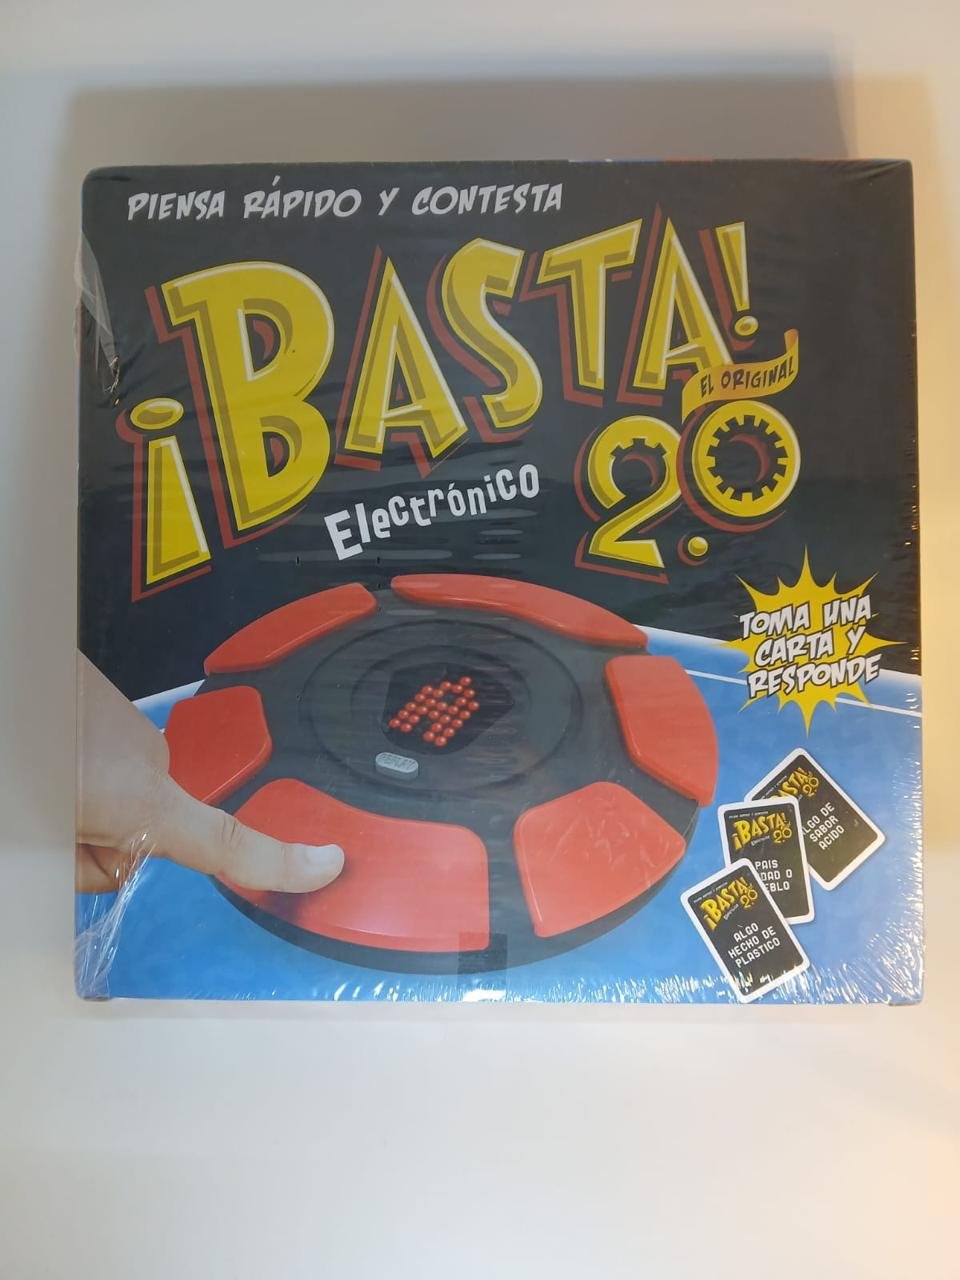 PIENSA RÁPIDO Y CONTESTA
¡BASTA!
EL ORIGINAL
Electrónico
2.0
TOMA UNA
CARTA Y
RESPONDE
REPLAY
¡BASTA!
2.0
ALGO DE
SABOR
ACIDO
¡BASTA!
2.0
PAIS
¡BASTA!
2.0
ALGO
HECHO DE
PLASTICO